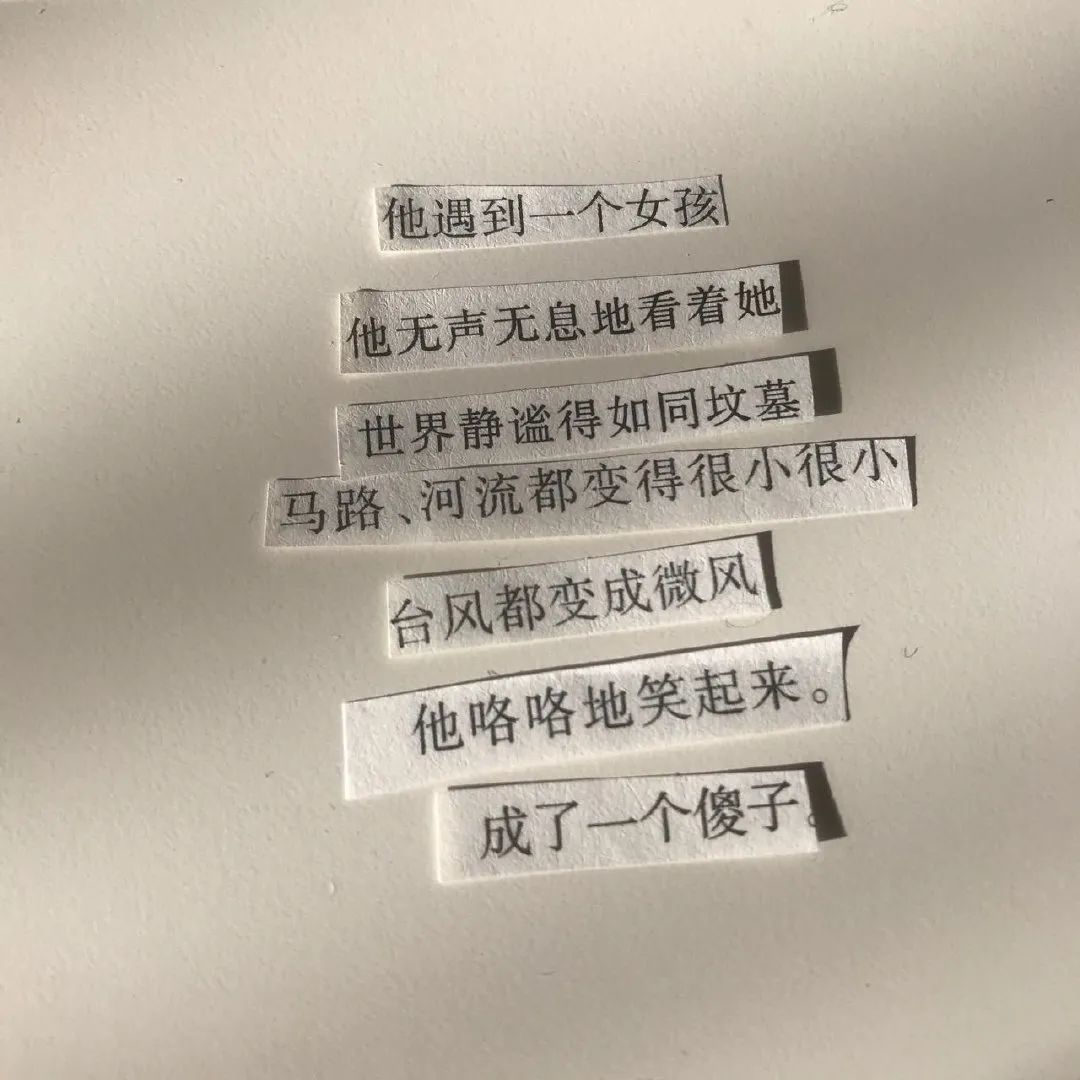 他遇到一个女孩
他无声无息地看着她
世界静谧得如同坟墓
马路、河流都变得很小很小
台风都变成微风
他咯咯地笑起来。
成了一个傻子。